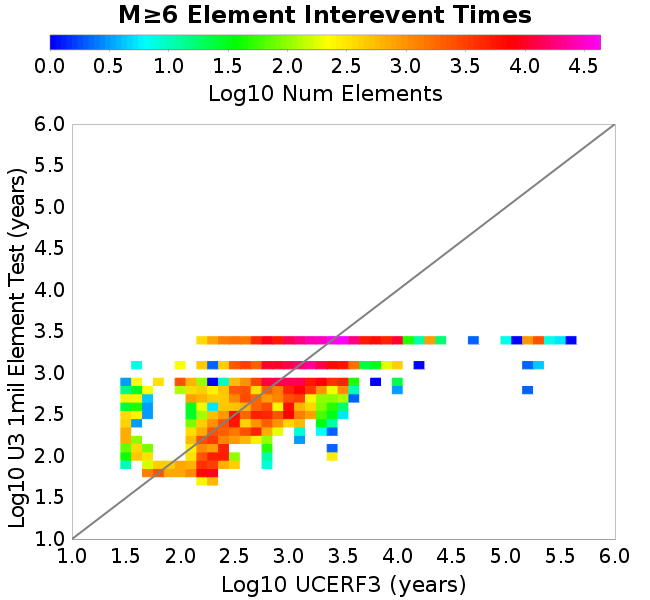 M≥6 Element Interevent Times
0.0 0.5 1.0 1.5 2.0 2.5 3.0 3.5 4.0 4.5
Log10 Num Elements
6.0
5.5
5.0
4.5
4.0
3.5
3.0
2.5
2.0
1.5
1.0
Log10 U3 1mil Element Test (years)
1.0 1.5 2.0 2.5 3.0 3.5 4.0 4.5 5.0 5.5 6.0
Log10 UCERF3 (years)